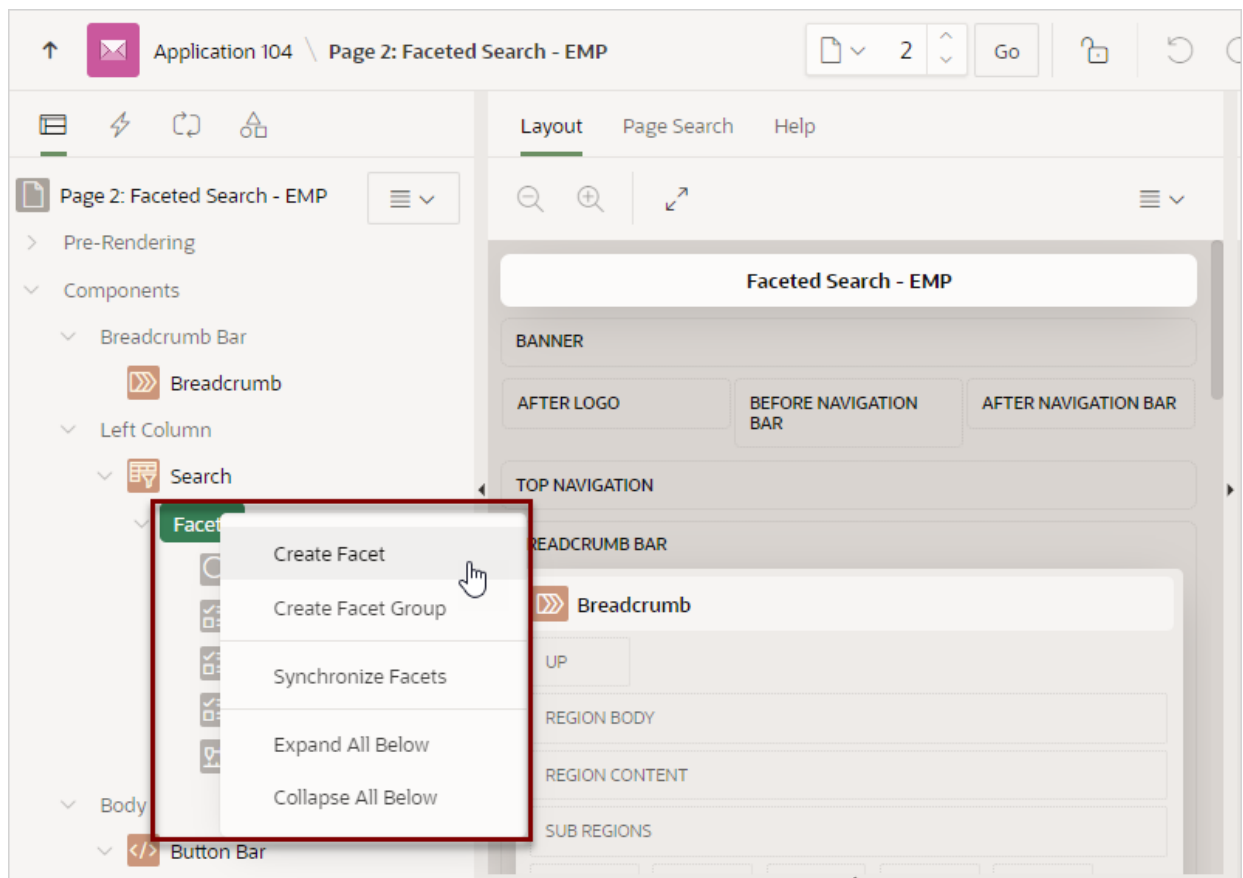 Application 104 \ Page 2: Faceted Search - EMP
2
Go
Layout
Page Search
Help
Page 2: Faceted Search - EMP
Pre-Rendering
Components
Breadcrumb Bar
Breadcrumb
Left Column
Search
Facet
Create Facet
Create Facet Group
Synchronize Facets
Expand All Below
Collapse All Below
Body
Button Bar
Faceted Search - EMP
BANNER
AFTER LOGO
BEFORE NAVIGATION
BAR
AFTER NAVIGATION BAR
TOP NAVIGATION
READCRUMB BAR
Breadcrumb
UP
REGION BODY
REGION CONTENT
SUB REGIONS